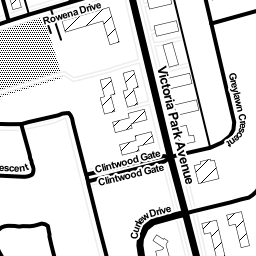 Rowena Drive
Victoria Park Avenue
Greylawn Crescent
Clintwood Gate
Clintwood Gate
escent
Curlew Drive